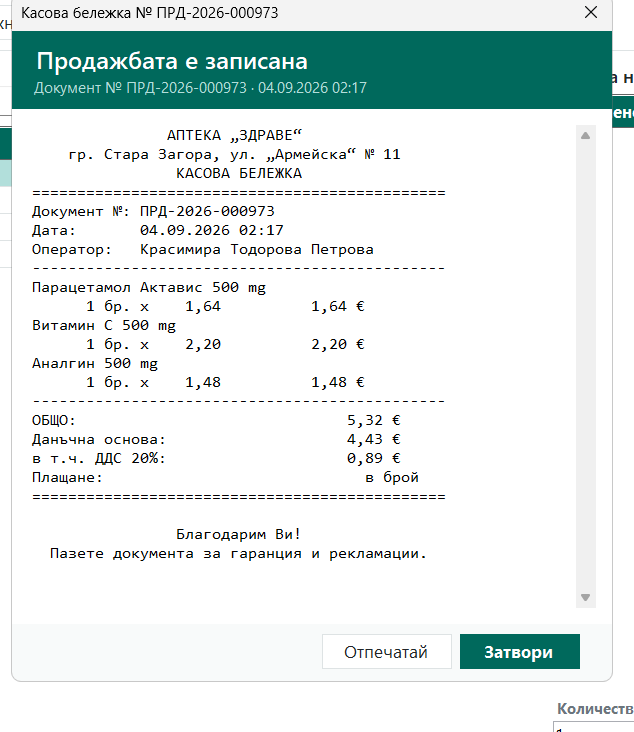 Касова бележка № ПРД-2026-000973
Продажбата е записана
Документ № ПРД-2026-000973 · 04.09.2026 02:17
АПТЕКА „ЗДРАВЕ“
гр. Стара Загора, ул. „Армейска“ № 11
КАСОВА БЕЛЕЖКА
==============================================
Документ №: ПРД-2026-000973
Дата: 04.09.2026 02:17
Оператор: Красимира Тодорова Петрова
----------------------------------------------
Парацетамол Актавис 500 mg
1 бр. x 1,64 1,64 €
Витамин C 500 mg
1 бр. x 2,20 2,20 €
Аналгин 500 mg
1 бр. x 1,48 1,48 €
----------------------------------------------
ОБЩО: 5,32 €
Данъчна основа: 4,43 €
в т.ч. ДДС 20%: 0,89 €
Плащане: в брой
==============================================
Благодарим Ви!
Пазете документа за гаранция и рекламации.
Отпечатай Затвори
Количеств